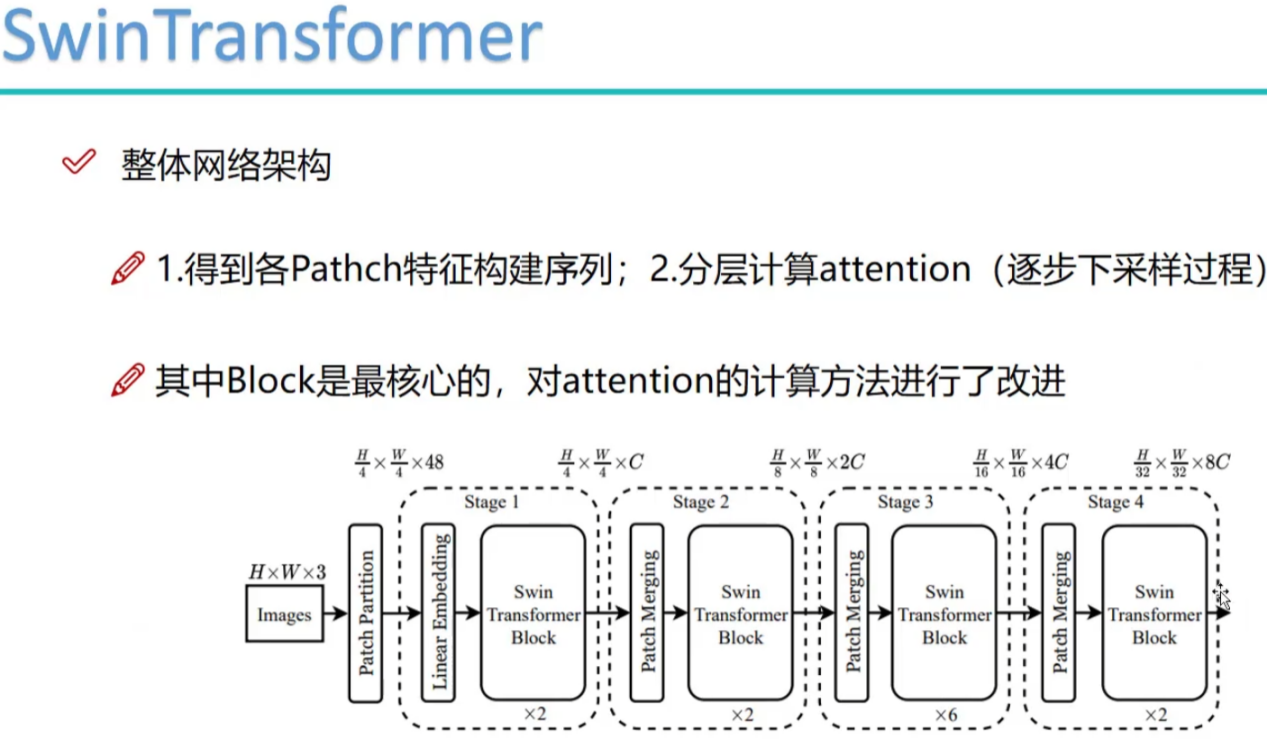 SwinTransformer
整体网络架构
1.得到各Pathch特征构建序列；2.分层计算attention（逐步下采样过程）
其中Block是最核心的，对attention的计算方法进行了改进
H/4 × W/4 ×48
H/4 × W/4 ×C
H/8 × W/8 ×2C
H/16 × W/16 ×4C
H/32 × W/32 ×8C
H×W×3
Images
Patch Partition
Stage 1
Linear Embedding
Swin
Transformer
Block
×2
Stage 2
Patch Merging
Swin
Transformer
Block
×2
Stage 3
Patch Merging
Swin
Transformer
Block
×6
Stage 4
Patch Merging
Swin
Transformer
Block
×2